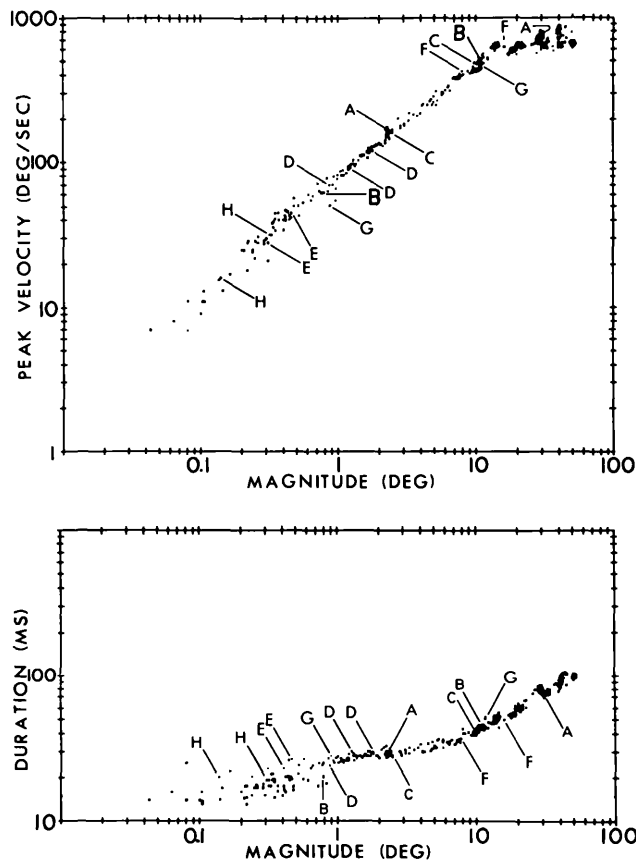 1000
100
10
1
PEAK VELOCITY (DEG/SEC)
F A
B
C
F
G
A
C
D
D
D
B
G
H
E
E
H
0.1 1 10 100
MAGNITUDE (DEG)
100
10
DURATION (MS)
H H E E G D D A C B G
B D C F F A
0.1 1 10 100
MAGNITUDE (DEG)